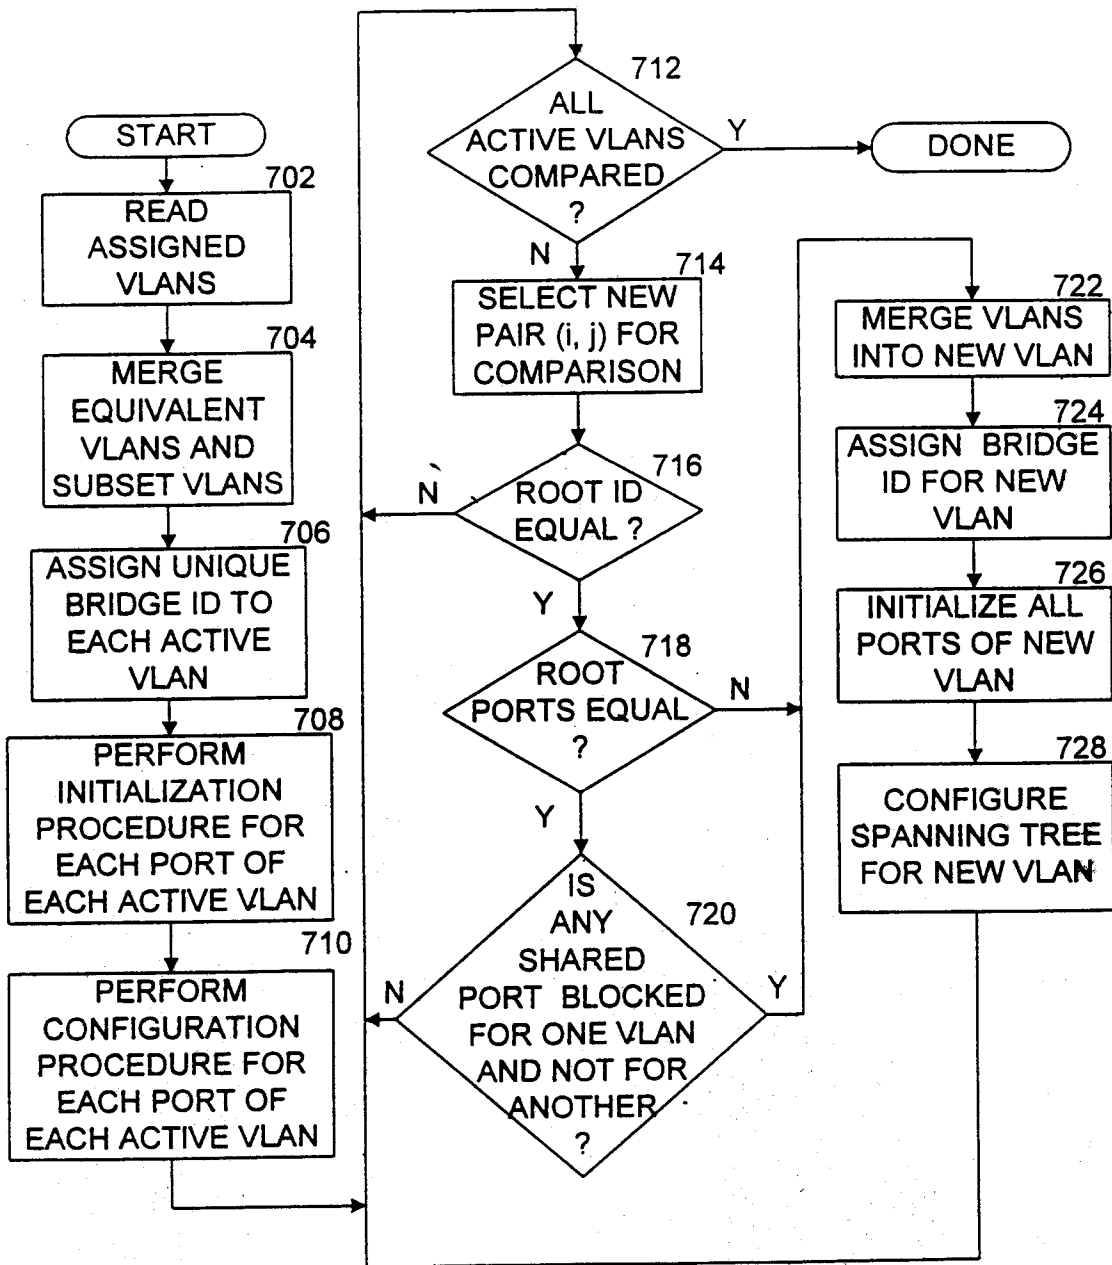 START
702
READ
ASSIGNED
VLANS
704
MERGE
EQUIVALENT
VLANS AND
SUBSET VLANS
706
ASSIGN UNIQUE
BRIDGE ID TO
EACH ACTIVE
VLAN
708
PERFORM
INITIALIZATION
PROCEDURE FOR
EACH PORT OF
EACH ACTIVE VLAN
710
PERFORM
CONFIGURATION
PROCEDURE FOR
EACH PORT OF
EACH ACTIVE VLAN
712
ALL
ACTIVE VLANS
COMPARED
?
Y
DONE
N
714
SELECT NEW
PAIR (i, j) FOR
COMPARISON
716
ROOT ID
EQUAL ?
N
Y
718
ROOT
PORTS EQUAL
?
N
Y
720
IS
ANY
SHARED
PORT BLOCKED
FOR ONE VLAN
AND NOT FOR
ANOTHER
?
N
Y
722
MERGE VLANS
INTO NEW VLAN
724
ASSIGN BRIDGE
ID FOR NEW
VLAN
726
INITIALIZE ALL
PORTS OF NEW
VLAN
728
CONFIGURE
SPANNING TREE
FOR NEW VLAN